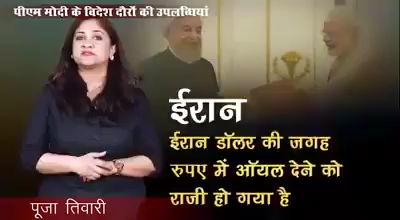 पीएम मोदी के विदेश दौरों की उपलब्धियां
ईरान
ईरान डॉलर की जगह
रुपए में ऑयल देने को
राजी हो गया है
पूजा तिवारी